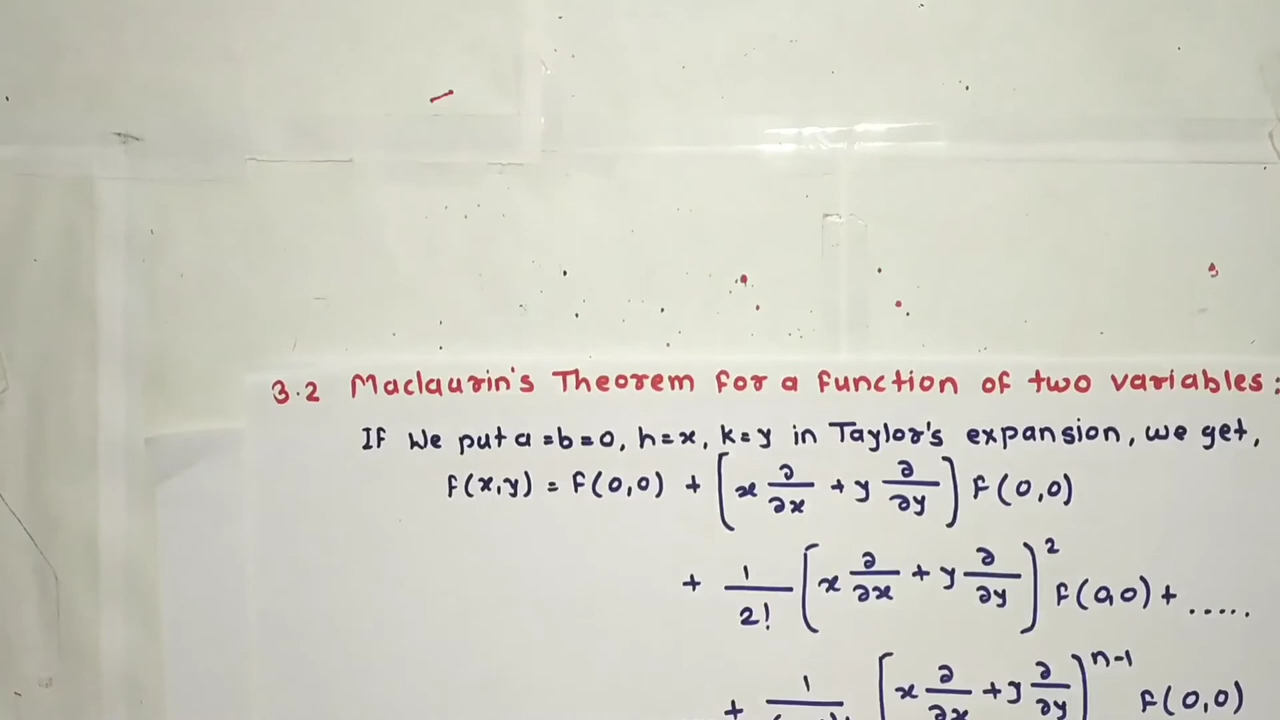 3.2 Maclaurin's Theorem for a function of two variables:
If we put a=b=0, h=x, k=y in Taylor's expansion, we get,
f(x,y) = f(0,0) + [x ∂/∂x + y ∂/∂y] f(0,0)
+ 1/2! [x ∂/∂x + y ∂/∂y]² f(0,0) + .....
+ 1/ [x ∂/∂x + y ∂/∂y]ⁿ⁻¹ f(0,0)